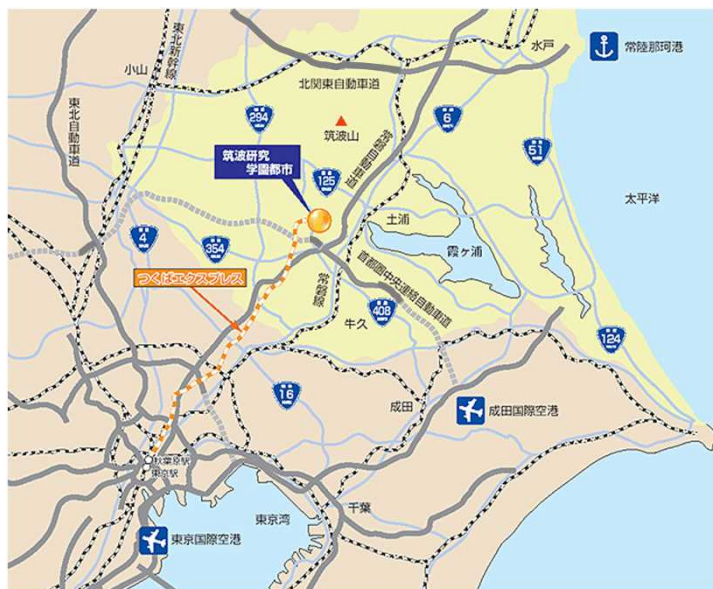 東北新幹線
水戸
常陸那珂港
小山
北関東自動車道
東北自動車道
294
6
筑波山
常磐自動車道
51
筑波研究
学園都市
125
太平洋
土浦
4
354
霞ヶ浦
つくばエクスプレス
常磐線
首都圏中央連絡自動車道
408
牛久
124
16
成田
成田国際空港
秋葉原駅
東京駅
千葉
東京湾
東京国際空港